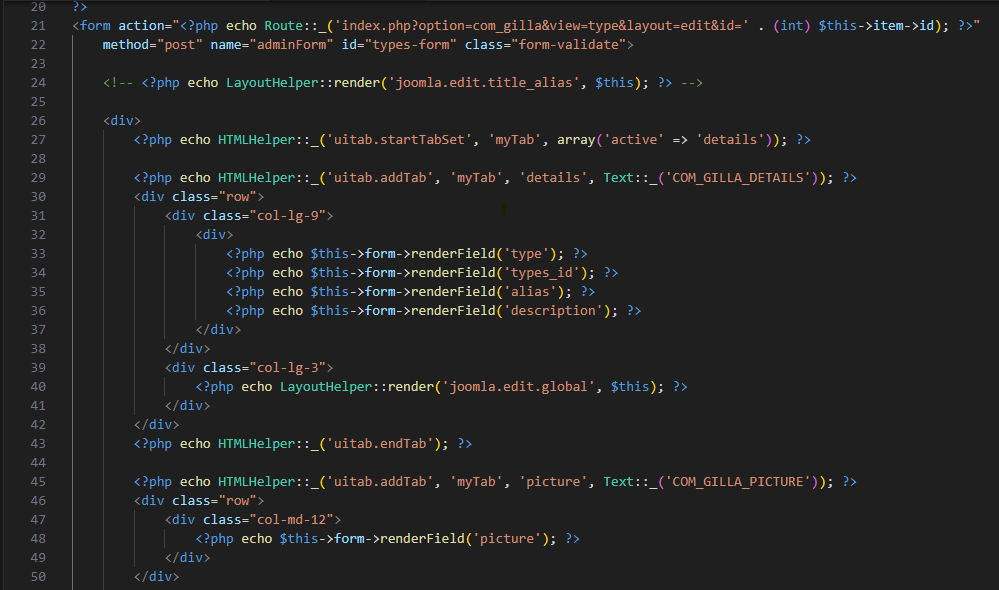 20 ?>
21 <form action="<?php echo Route::_('index.php?option=com_gilla&view=type&layout=edit&id=' . (int) $this->item->id); ?>"
22     method="post" name="adminForm" id="types-form" class="form-validate">
23
24     <!-- <?php echo LayoutHelper::render('joomla.edit.title_alias', $this); ?> -->
25
26     <div>
27         <?php echo HTMLHelper::_('uitab.startTabSet', 'myTab', array('active' => 'details')); ?>
28
29         <?php echo HTMLHelper::_('uitab.addTab', 'myTab', 'details', Text::_('COM_GILLA_DETAILS')); ?>
30         <div class="row">
31             <div class="col-lg-9">
32                 <div>
33                     <?php echo $this->form->renderField('type'); ?>
34                     <?php echo $this->form->renderField('types_id'); ?>
35                     <?php echo $this->form->renderField('alias'); ?>
36                     <?php echo $this->form->renderField('description'); ?>
37                 </div>
38             </div>
39             <div class="col-lg-3">
40                 <?php echo LayoutHelper::render('joomla.edit.global', $this); ?>
41             </div>
42         </div>
43         <?php echo HTMLHelper::_('uitab.endTab'); ?>
44
45         <?php echo HTMLHelper::_('uitab.addTab', 'myTab', 'picture', Text::_('COM_GILLA_PICTURE')); ?>
46         <div class="row">
47             <div class="col-md-12">
48                 <?php echo $this->form->renderField('picture'); ?>
49             </div>
50         </div>